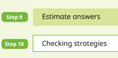 Step 9 Estimate answers
Step 10 Checking strategies